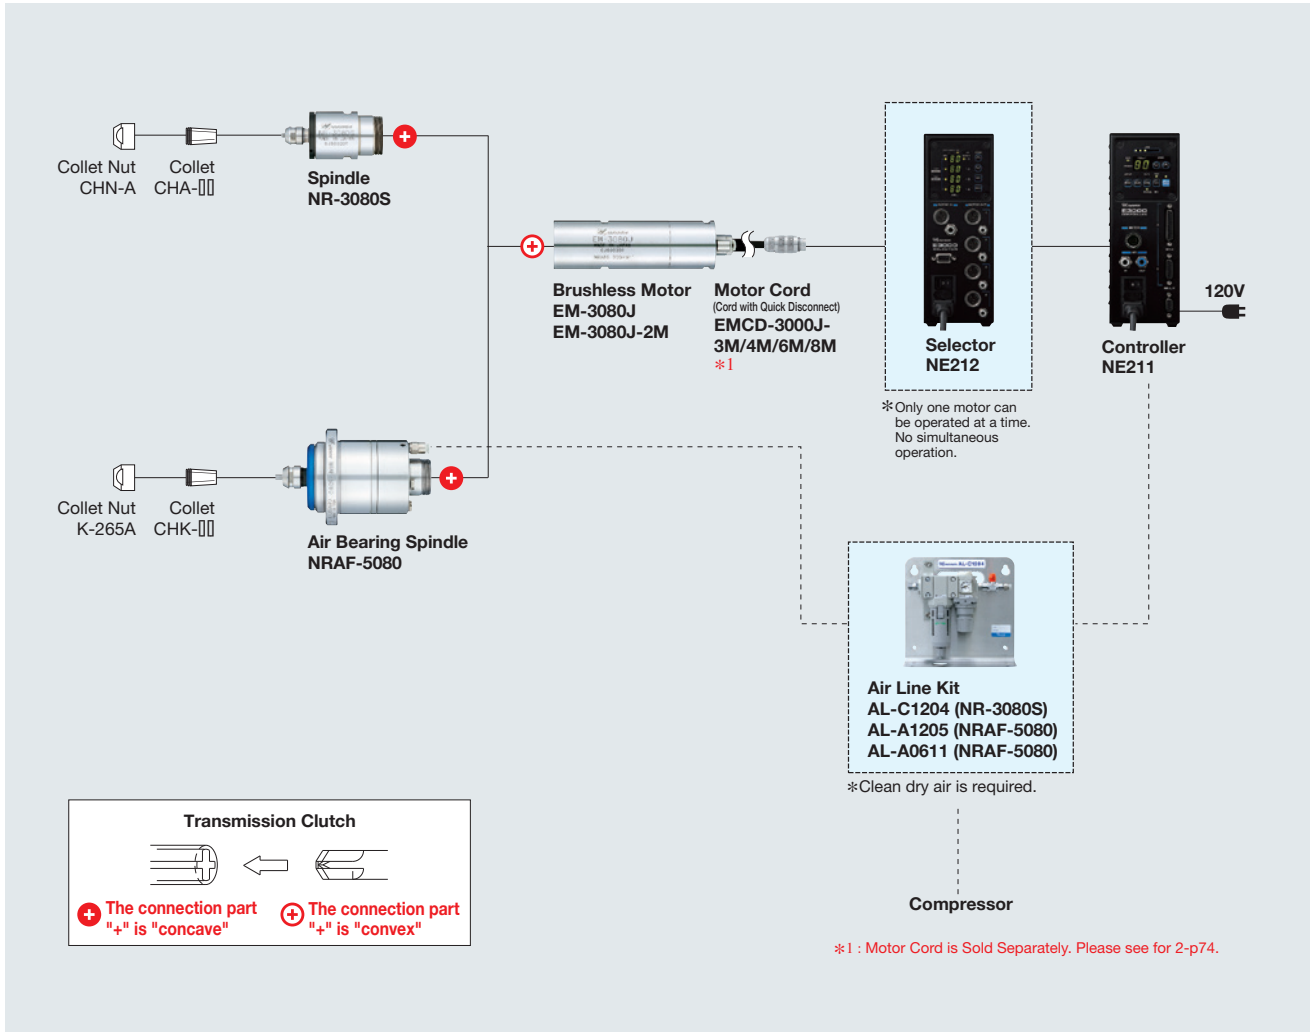 Collet Nut
CHN-A
Collet
CHA-▯▯
Spindle
NR-3080S
EM-3080J
Brushless Motor
EM-3080J
EM-3080J-2M
Motor Cord
(Cord with Quick Disconnect)
EMCD-3000J-
3M/4M/6M/8M
*1
Selector
NE212
*Only one motor can
be operated at a time.
No simultaneous
operation.
E3000
Controller
NE211
120V
Collet Nut
K-265A
Collet
CHK-▯▯
Air Bearing Spindle
NRAF-5080
AL-C1204
Air Line Kit
AL-C1204 (NR-3080S)
AL-A1205 (NRAF-5080)
AL-A0611 (NRAF-5080)
*Clean dry air is required.
Compressor
Transmission Clutch
The connection part
"+" is "concave"
The connection part
"+" is "convex"
*1 : Motor Cord is Sold Separately. Please see for 2-p74.